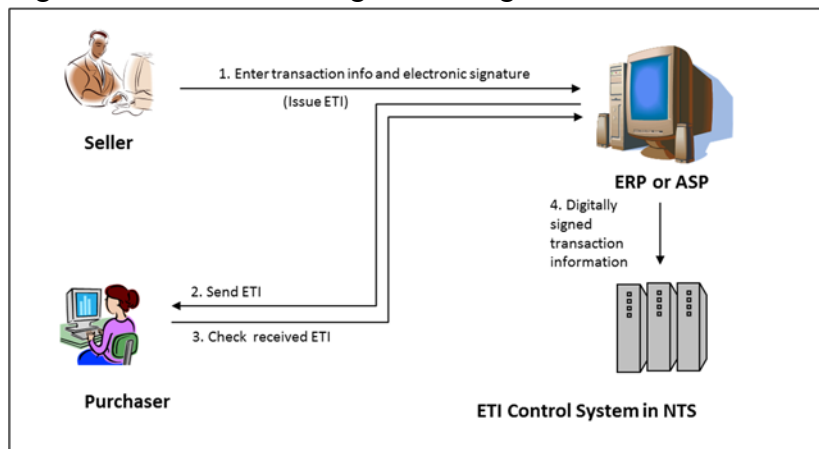 1. Enter transaction info and electronic signature
(Issue ETI)
Seller
ERP or ASP
4. Digitally
signed
transaction
information
2. Send ETI
3. Check received ETI
Purchaser
ETI Control System in NTS